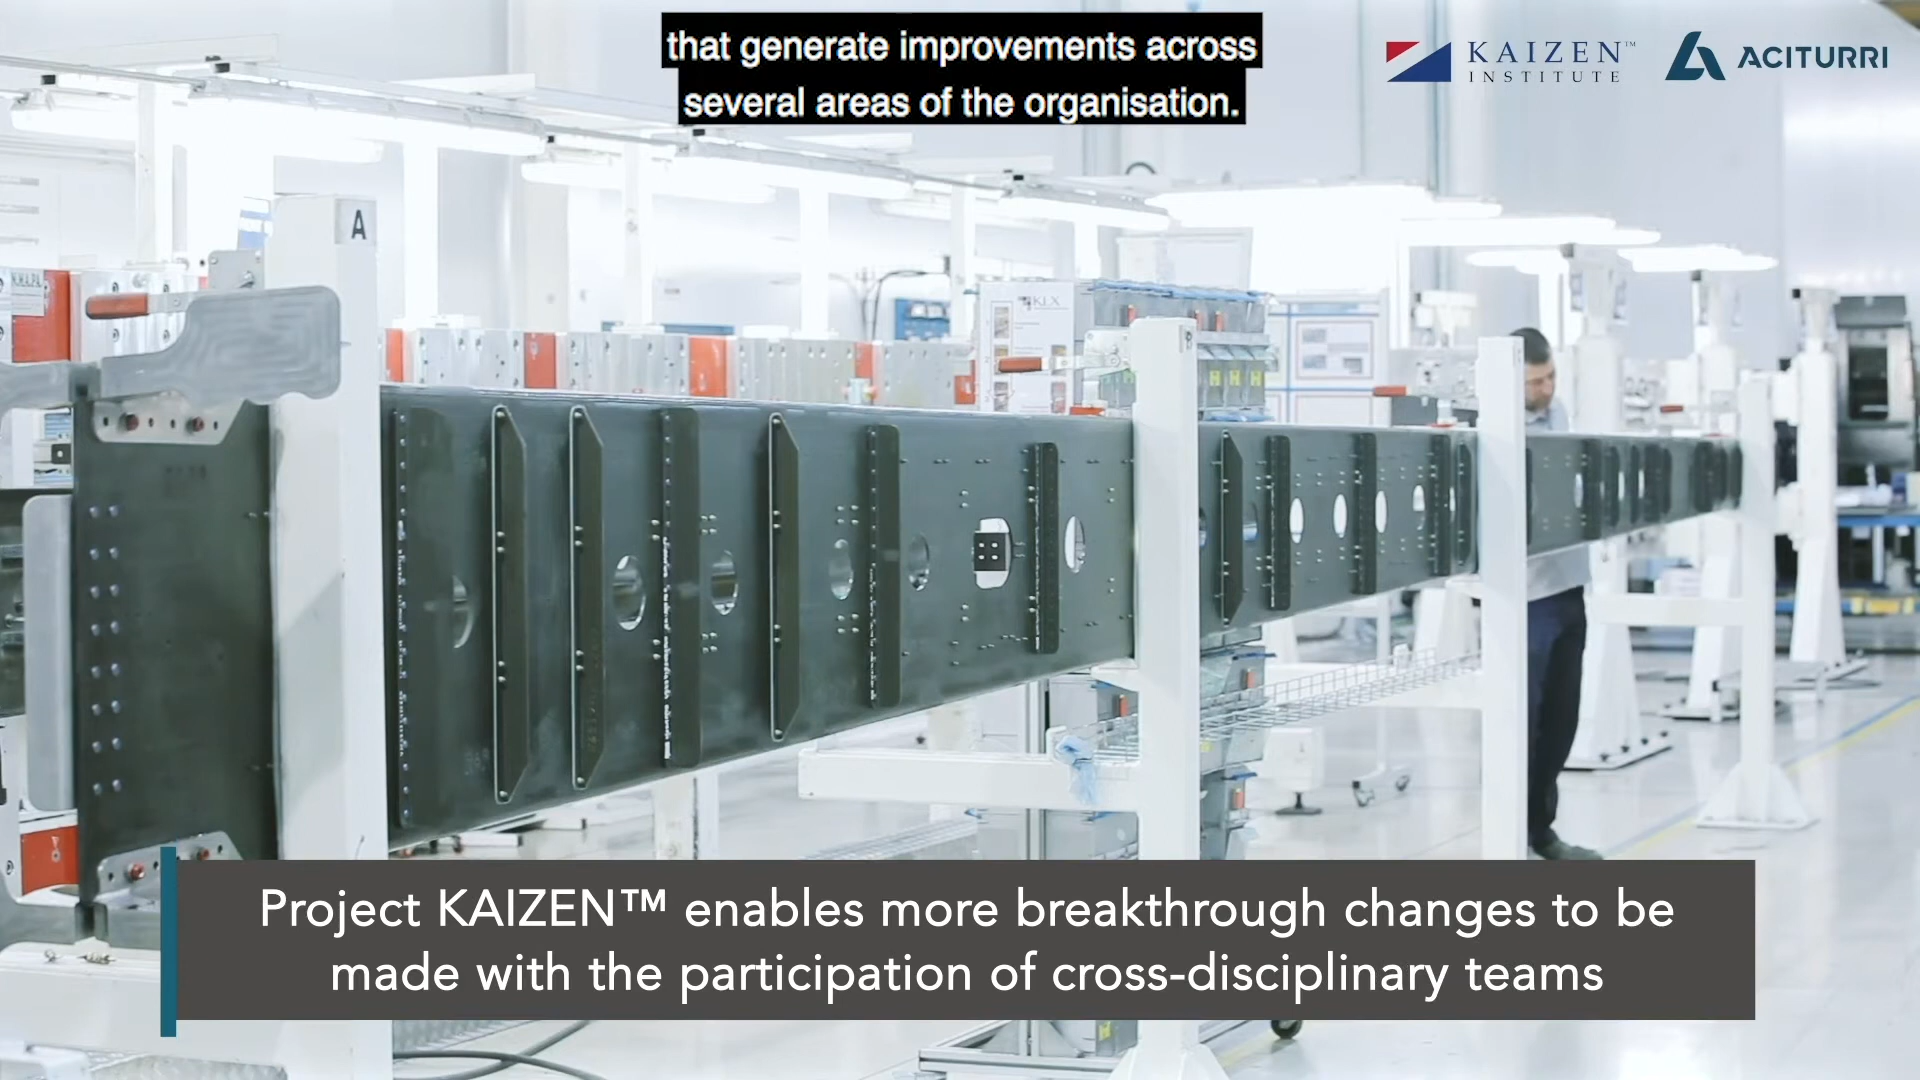 that generate improvements across
several areas of the organisation.
KAIZEN™
INSTITUTE
ACITURRI
A
KLX
Project KAIZEN™ enables more breakthrough changes to be
made with the participation of cross-disciplinary teams